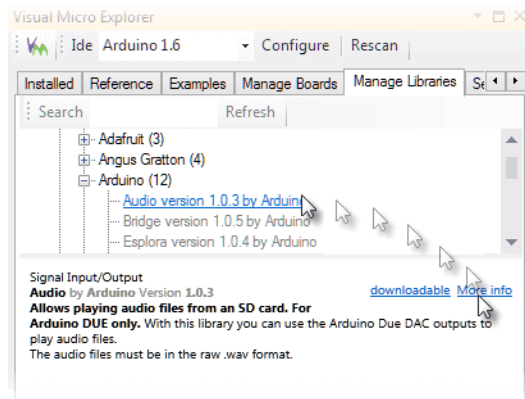 Visual Micro Explorer
Ide Arduino 1.6 Configure Rescan
Installed Reference Examples Manage Boards Manage Libraries
Search Refresh
Adafruit (3)
Angus Gratton (4)
Arduino (12)
Audio version 1.0.3 by Arduino
Bridge version 1.0.5 by Arduino
Esplora version 1.0.4 by Arduino
Signal Input/Output
Audio by Arduino Version 1.0.3 downloadable More info
Allows playing audio files from an SD card. For
Arduino DUE only. With this library you can use the Arduino Due DAC outputs to
play audio files.
The audio files must be in the raw .wav format.